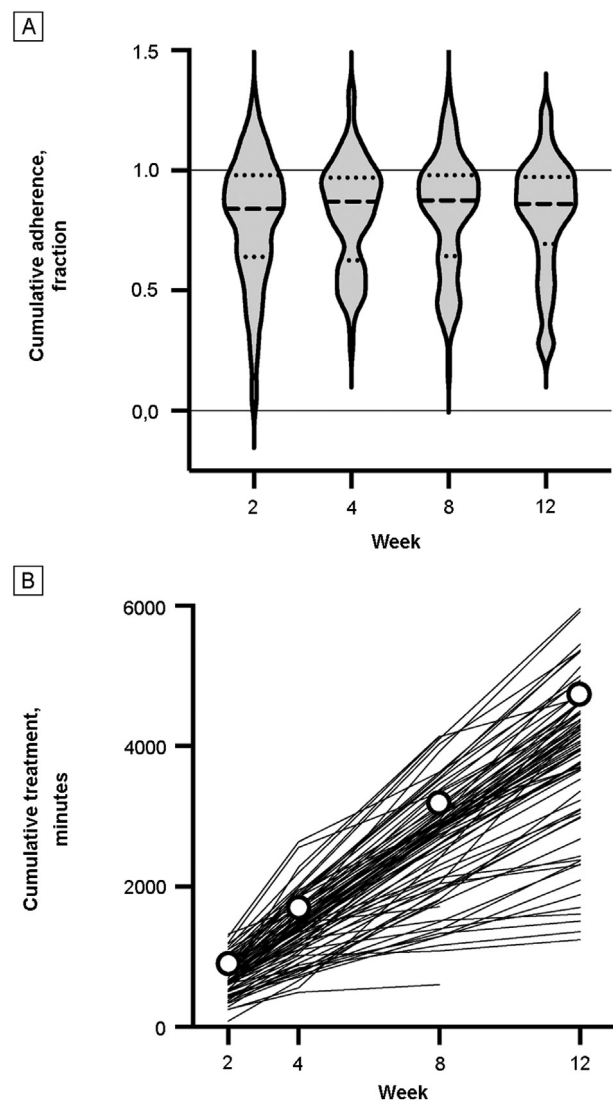 A
Cumulative adherence,
fraction
1.5
1.0
0.5
0,0
2
4
8
12
Week
B
Cumulative treatment,
minutes
6000
4000
2000
0
2
4
8
12
Week